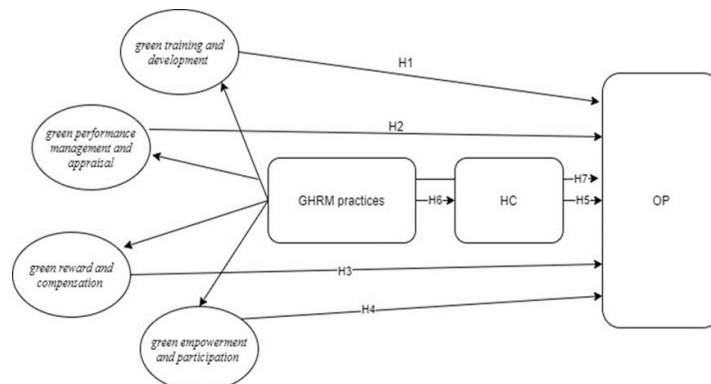 green training and
development
H1
green performance
management and
appraisal
H2
GHRM practices
H6
HC
H7
H5
OP
green reward and
compensation
H3
H4
green empowerment
and participation